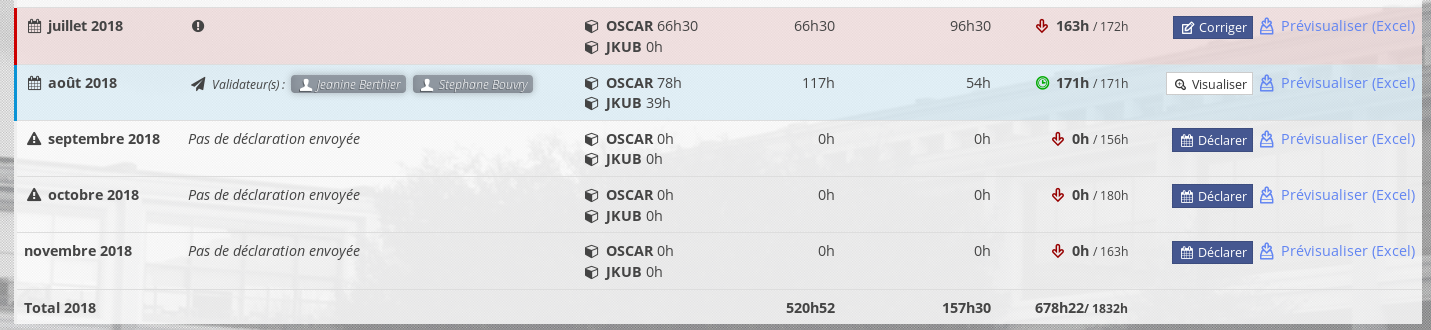 juillet 2018 OSCAR 66h30 66h30 96h30 163h / 172h Corriger Prévisualiser (Excel)
JKUB 0h
août 2018 Validateur(s) : Jeanine Berthier Stephane Bouvry OSCAR 78h 117h 54h 171h / 171h Visualiser Prévisualiser (Excel)
JKUB 39h
septembre 2018 Pas de déclaration envoyée OSCAR 0h 0h 0h 0h / 156h Déclarer Prévisualiser (Excel)
JKUB 0h
octobre 2018 Pas de déclaration envoyée OSCAR 0h 0h 0h 0h / 180h Déclarer Prévisualiser (Excel)
JKUB 0h
novembre 2018 Pas de déclaration envoyée OSCAR 0h 0h 0h 0h / 163h Déclarer Prévisualiser (Excel)
JKUB 0h
Total 2018 520h52 157h30 678h22/ 1832h